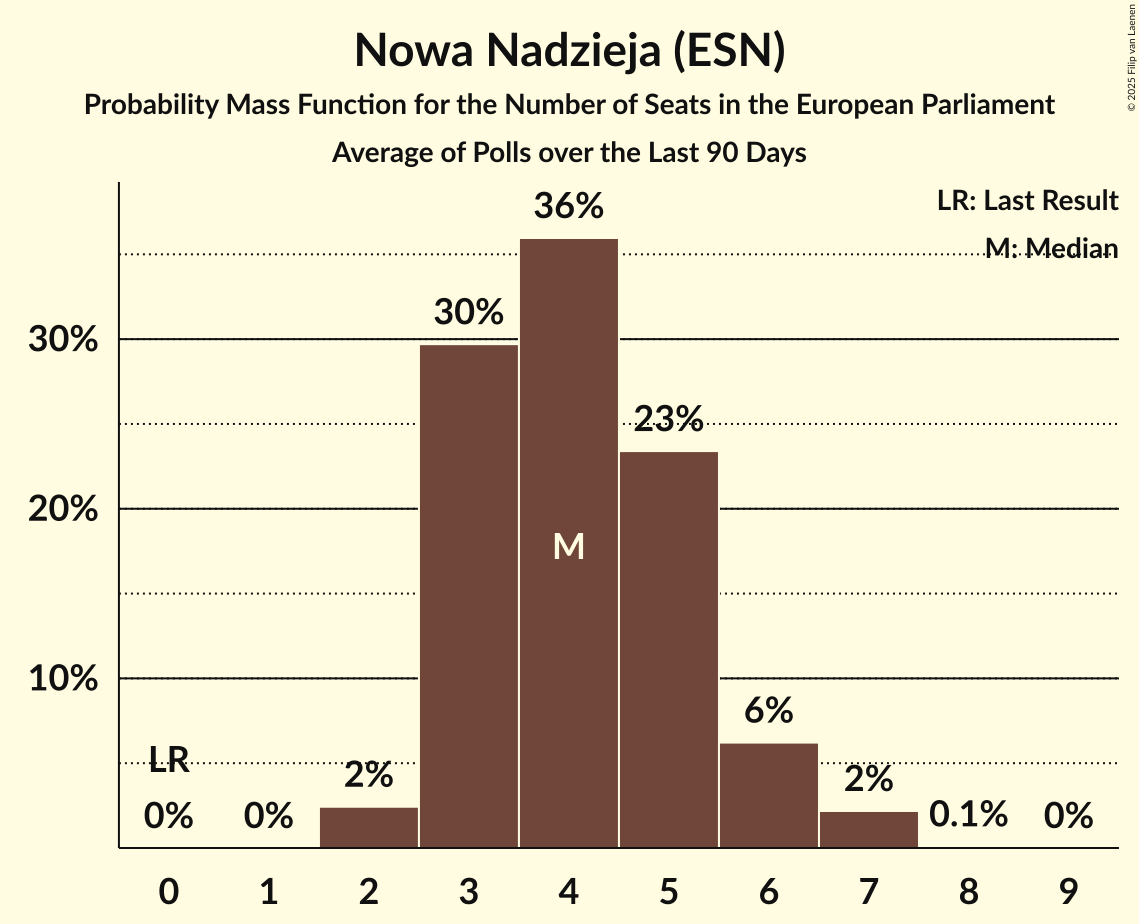 Nowa Nadzieja (ESN)
Probability Mass Function for the Number of Seats in the European Parliament
Average of Polls over the Last 90 Days
© 2025 Filip van Laenen
LR: Last Result
M: Median
36%
30%
30%
23%
20%
M
10%
6%
LR
2%
2%
0%
0%
0.1%
0%
0 1 2 3 4 5 6 7 8 9